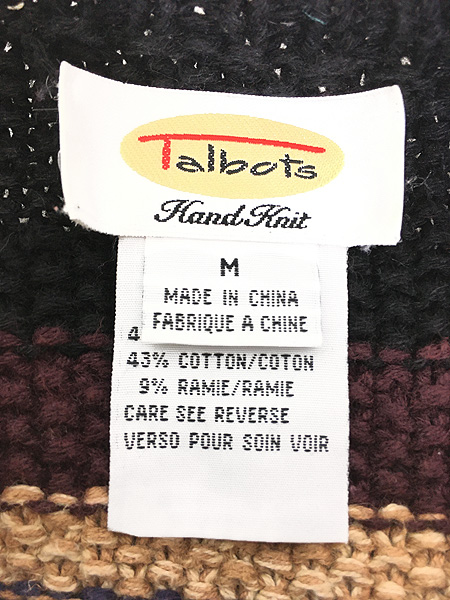 Talbots
Hand Knit
M
MADE IN CHINA
FABRIQUE A CHINE
4
43% COTTON/COTON
9% RAMIE/RAMIE
CARE SEE REVERSE
VERSO POUR SOIN VOIR